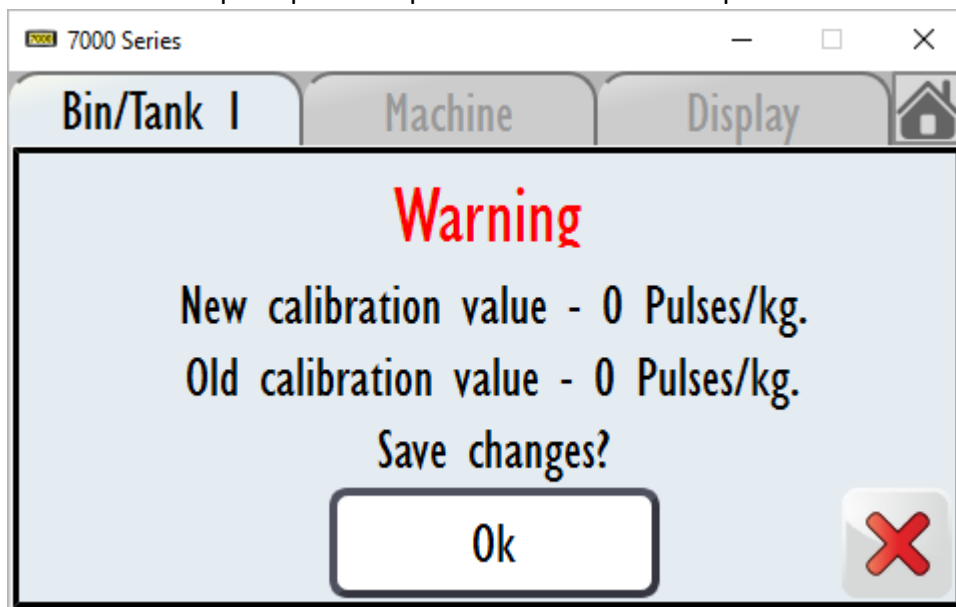 7000 Series
Bin/Tank 1 Machine Display
Warning
New calibration value - 0 Pulses/kg.
Old calibration value - 0 Pulses/kg.
Save changes?
Ok